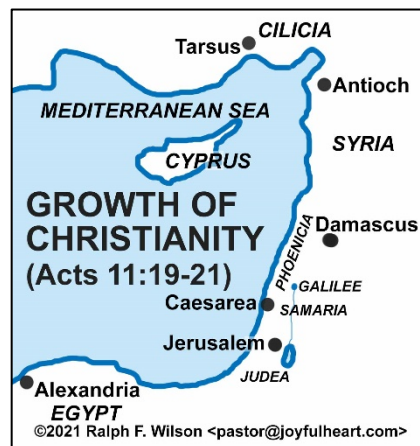 CILICIA
Tarsus
Antioch
MEDITERRANEAN SEA
SYRIA
CYPRUS
GROWTH OF
CHRISTIANITY
(Acts 11:19-21)
Damascus
PHOENICIA
GALILEE
Caesarea
SAMARIA
Jerusalem
JUDEA
Alexandria
EGYPT
©2021 Ralph F. Wilson <pastor@joyfulheart.com>